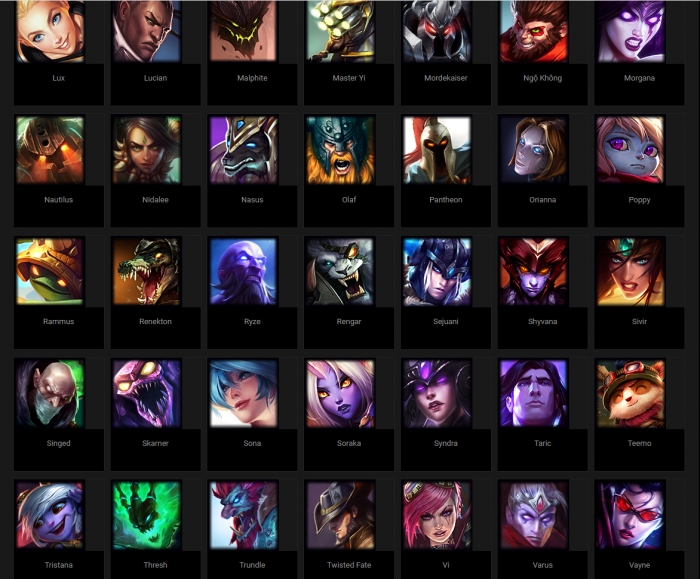 Lux
Lucian
Malphite
Master Yi
Mordekaiser
Ngộ Không
Morgana
Nautilus
Nidalee
Nasus
Olaf
Pantheon
Orianna
Poppy
Rammus
Renekton
Ryze
Rengar
Sejuani
Shyvana
Sivir
Singed
Skarner
Sona
Soraka
Syndra
Taric
Teemo
Tristana
Thresh
Trundle
Twisted Fate
Vi
Varus
Vayne